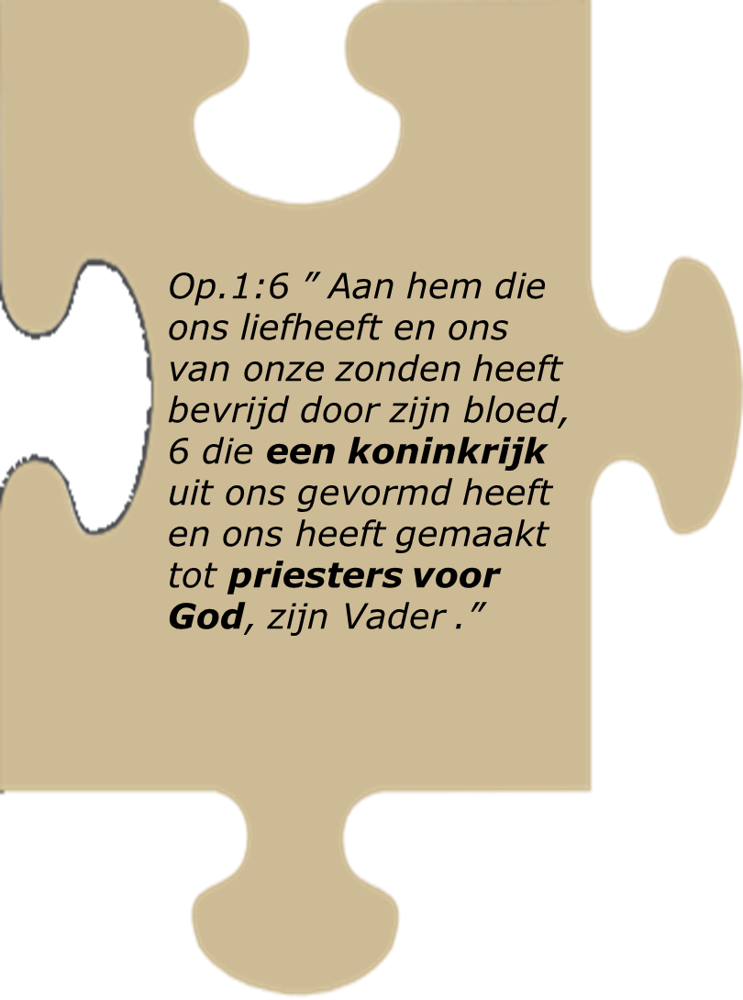 Op.1:6 ” Aan hem die
ons liefheeft en ons
van onze zonden heeft
bevrijd door zijn bloed,
6 die een koninkrijk
uit ons gevormd heeft
en ons heeft gemaakt
tot priesters voor
God, zijn Vader .”